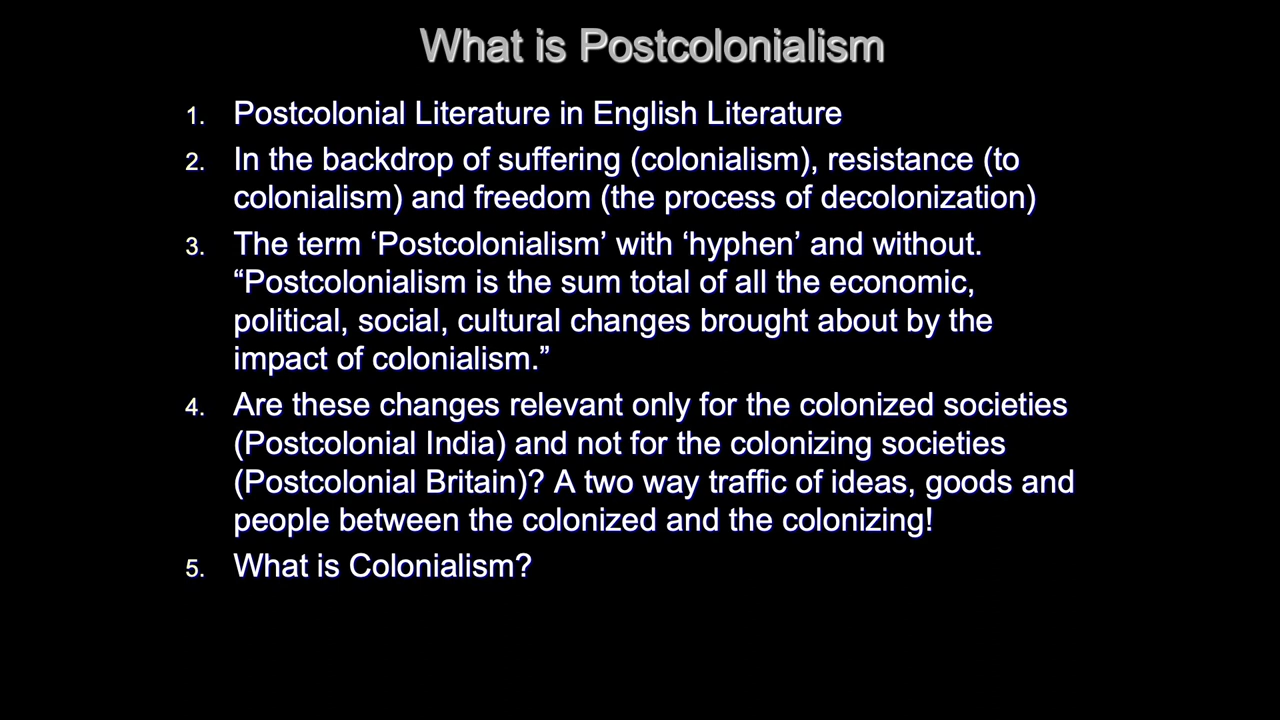 What is Postcolonialism
1. Postcolonial Literature in English Literature
2. In the backdrop of suffering (colonialism), resistance (to
colonialism) and freedom (the process of decolonization)
3. The term ‘Postcolonialism’ with ‘hyphen’ and without.
“Postcolonialism is the sum total of all the economic,
political, social, cultural changes brought about by the
impact of colonialism.”
4. Are these changes relevant only for the colonized societies
(Postcolonial India) and not for the colonizing societies
(Postcolonial Britain)? A two way traffic of ideas, goods and
people between the colonized and the colonizing!
5. What is Colonialism?